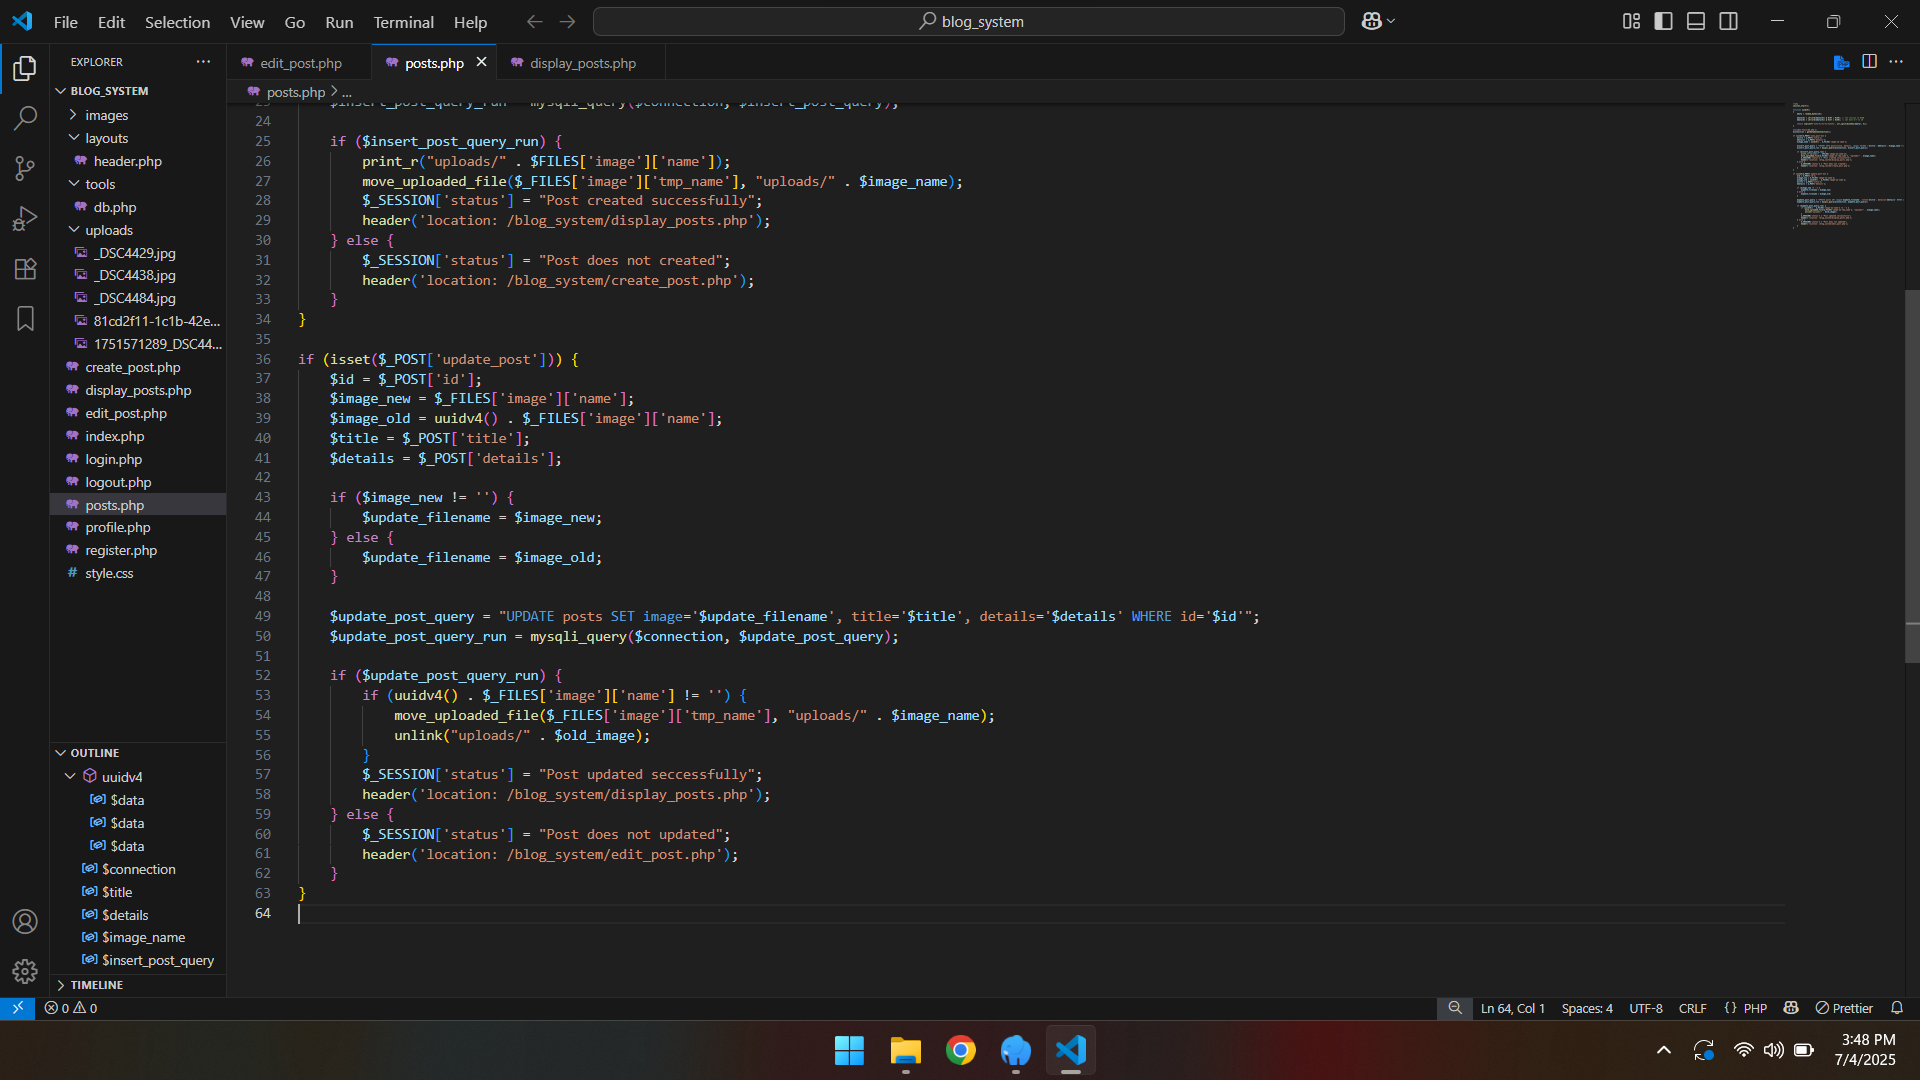 File Edit Selection View Go Run Terminal Help
blog_system
EXPLORER
BLOG_SYSTEM
images
layouts
header.php
tools
db.php
uploads
_DSC4429.jpg
_DSC4438.jpg
_DSC4484.jpg
81cd2f11-1c1b-42e...
1751571289_DSC44...
create_post.php
display_posts.php
edit_post.php
index.php
login.php
logout.php
posts.php
profile.php
register.php
style.css
OUTLINE
uuidv4
$data
$data
$data
$connection
$title
$details
$image_name
$insert_post_query
TIMELINE
edit_post.php
posts.php
display_posts.php
posts.php > ...
23 $insert_post_query_run = mysqli_query($connection, $insert_post_query);
24
25 if ($insert_post_query_run) {
26 print_r("uploads/" . $FILES['image']['name']);
27 move_uploaded_file($_FILES['image']['tmp_name'], "uploads/" . $image_name);
28 $_SESSION['status'] = "Post created successfully";
29 header('location: /blog_system/display_posts.php');
30 } else {
31 $_SESSION['status'] = "Post does not created";
32 header('location: /blog_system/create_post.php');
33 }
34 }
35
36 if (isset($_POST['update_post'])) {
37 $id = $_POST['id'];
38 $image_new = $_FILES['image']['name'];
39 $image_old = uuidv4() . $_FILES['image']['name'];
40 $title = $_POST['title'];
41 $details = $_POST['details'];
42
43 if ($image_new != '') {
44 $update_filename = $image_new;
45 } else {
46 $update_filename = $image_old;
47 }
48
49 $update_post_query = "UPDATE posts SET image='$update_filename', title='$title', details='$details' WHERE id='$id'";
50 $update_post_query_run = mysqli_query($connection, $update_post_query);
51
52 if ($update_post_query_run) {
53 if (uuidv4() . $_FILES['image']['name'] != '') {
54 move_uploaded_file($_FILES['image']['tmp_name'], "uploads/" . $image_name);
55 unlink("uploads/" . $old_image);
56 }
57 $_SESSION['status'] = "Post updated seccessfully";
58 header('location: /blog_system/display_posts.php');
59 } else {
60 $_SESSION['status'] = "Post does not updated";
61 header('location: /blog_system/edit_post.php');
62 }
63 }
64
0 0
Ln 64, Col 1 Spaces: 4 UTF-8 CRLF {} PHP Prettier
3:48 PM
7/4/2025